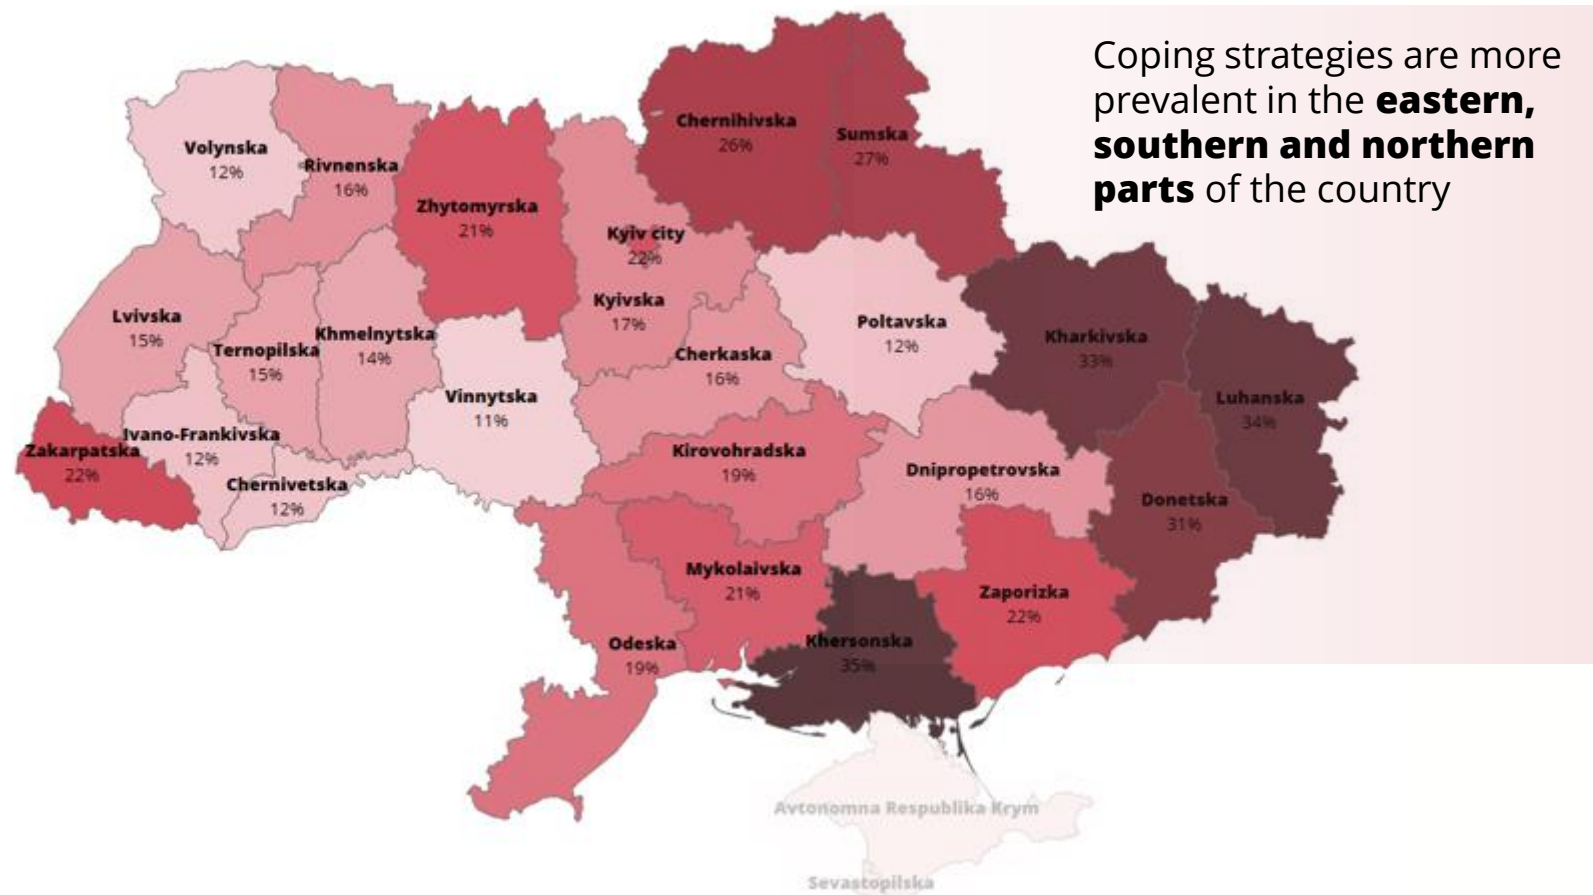 Coping strategies are more
prevalent in the eastern,
southern and northern
parts of the country
Chernihivska
26%
Sumska
27%
Volynska
12%
Rivnenska
16%
Zhytomyrska
21%
Kyiv city
22%
Kyivska
17%
Lvivska
15%
Ternopilska
15%
Khmelnytska
14%
Cherkaska
16%
Poltavska
12%
Kharkivska
33%
Luhanska
34%
Vinnytska
11%
Zakarpatska
22%
Ivano-Frankivska
12%
Chernivetska
12%
Kirovohradska
19%
Dnipropetrovska
16%
Donetska
31%
Mykolaivska
21%
Zaporizka
22%
Odeska
19%
Khersonska
35%
Avtonomna Respublika Krym
Sevastopilska